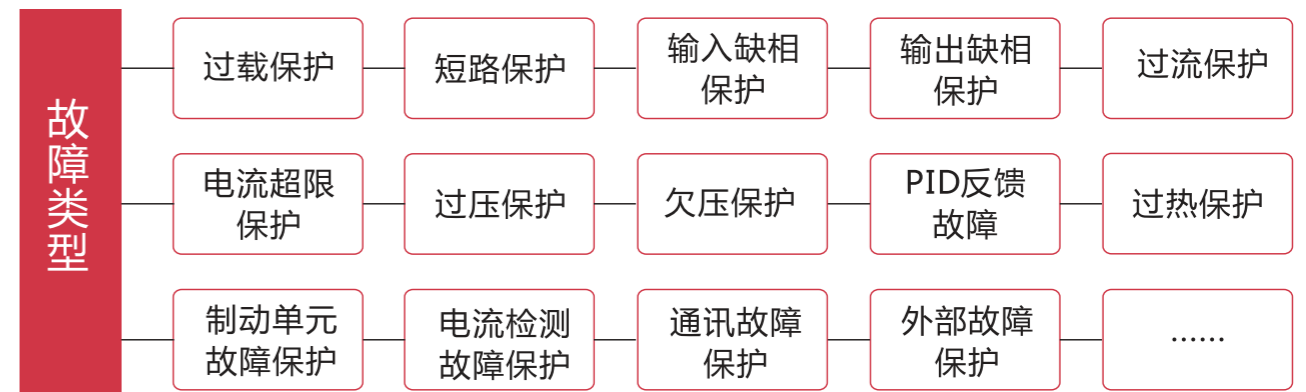 故障类型
过载保护
短路保护
输入缺相
保护
输出缺相
保护
过流保护
电流超限
保护
过压保护
欠压保护
PID反馈
故障
过热保护
制动单元
故障保护
电流检测
故障保护
通讯故障
保护
外部故障
保护
......